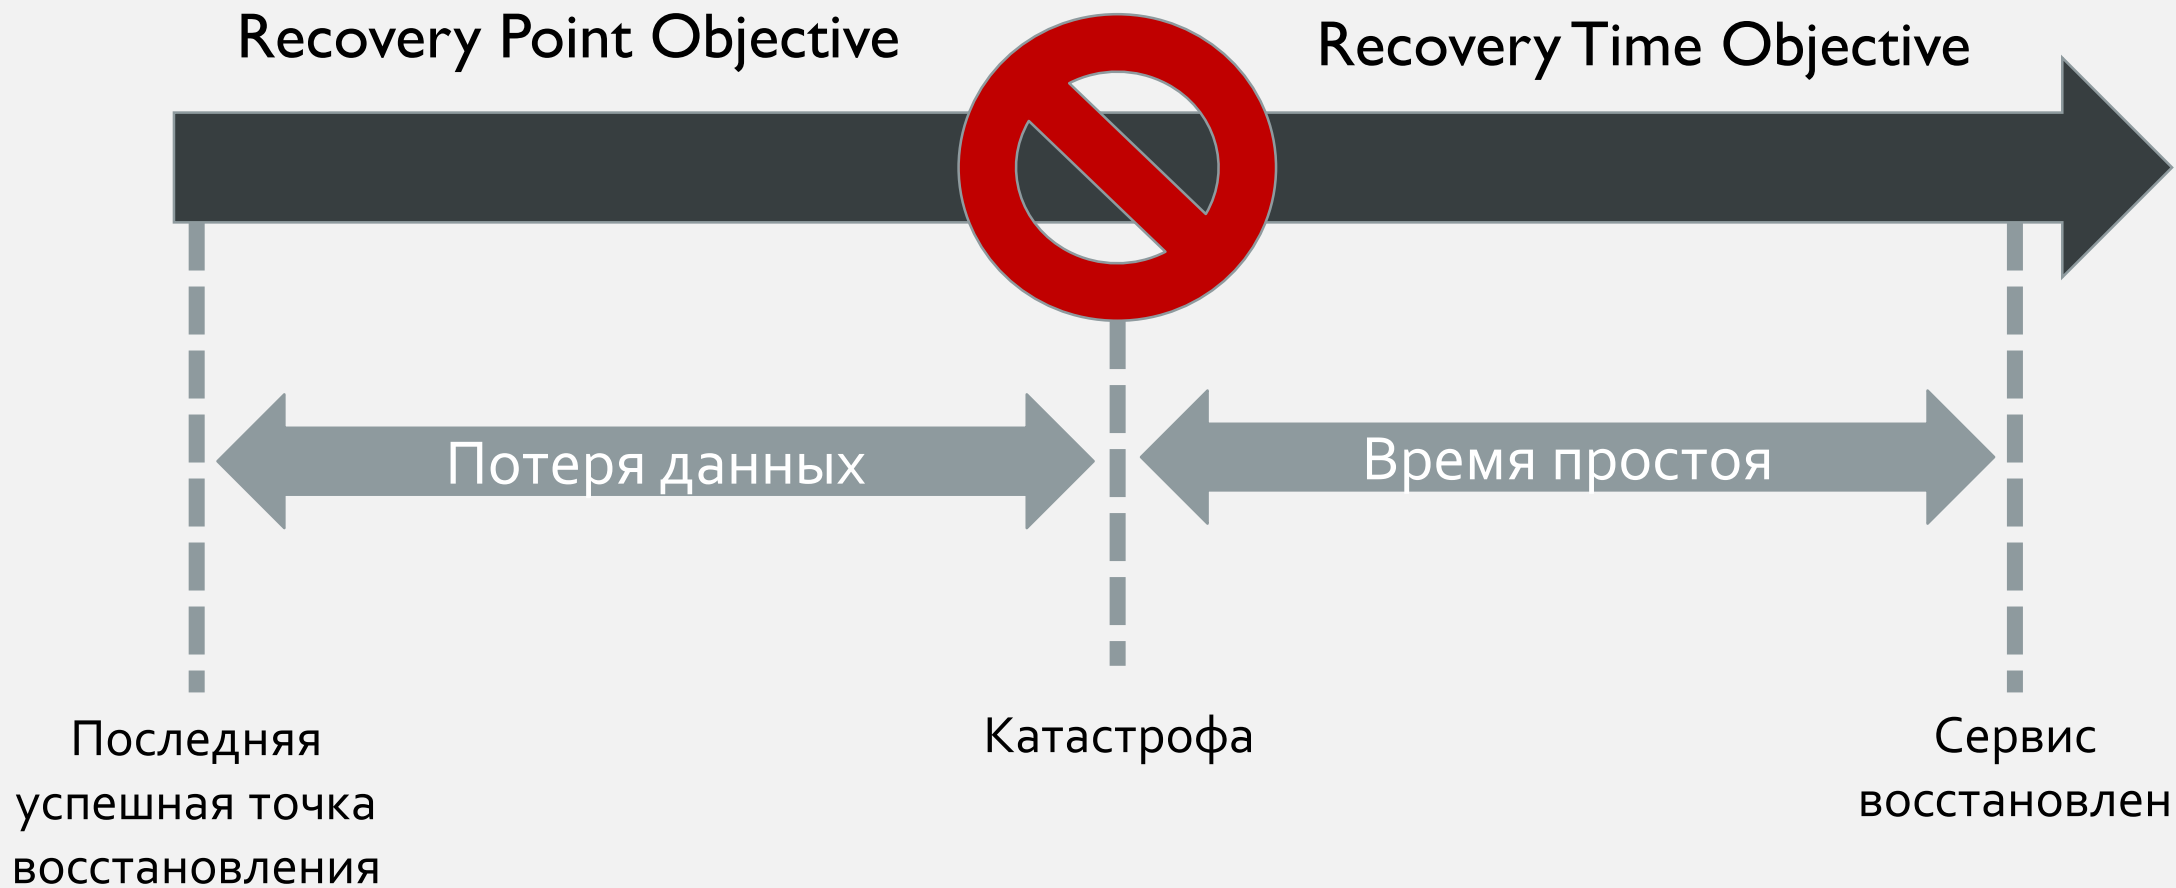 Recovery Point Objective
Recovery Time Objective
Потеря данных
Время простоя
Последняя
успешная точка
восстановления
Катастрофа
Сервис
восстановлен